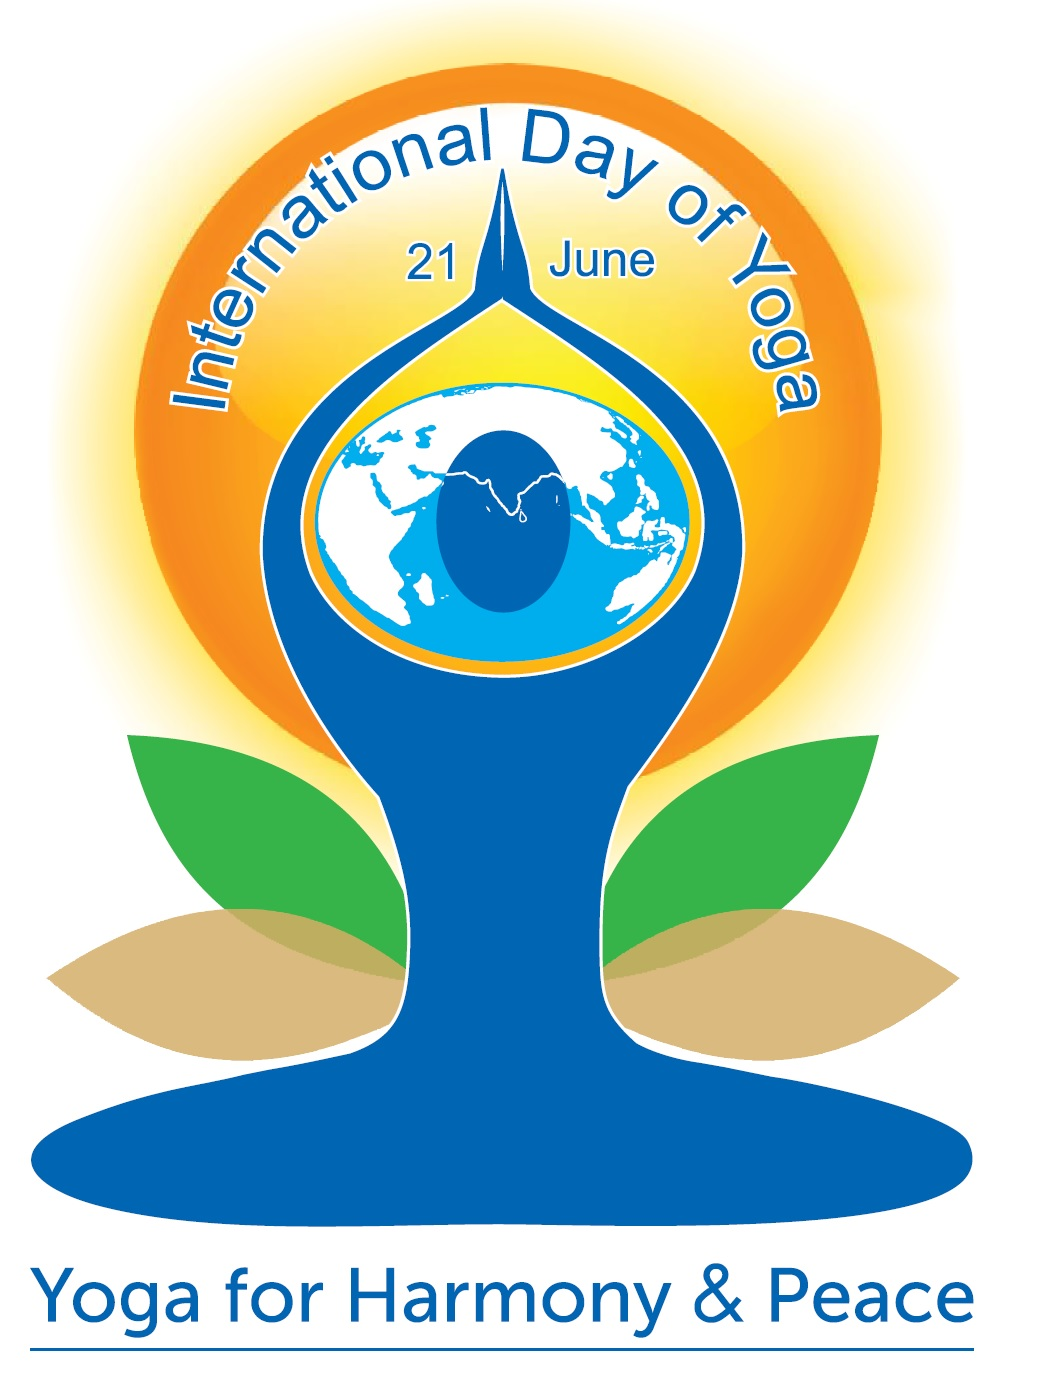 International Day of Yoga
21 June
Yoga for Harmony & Peace